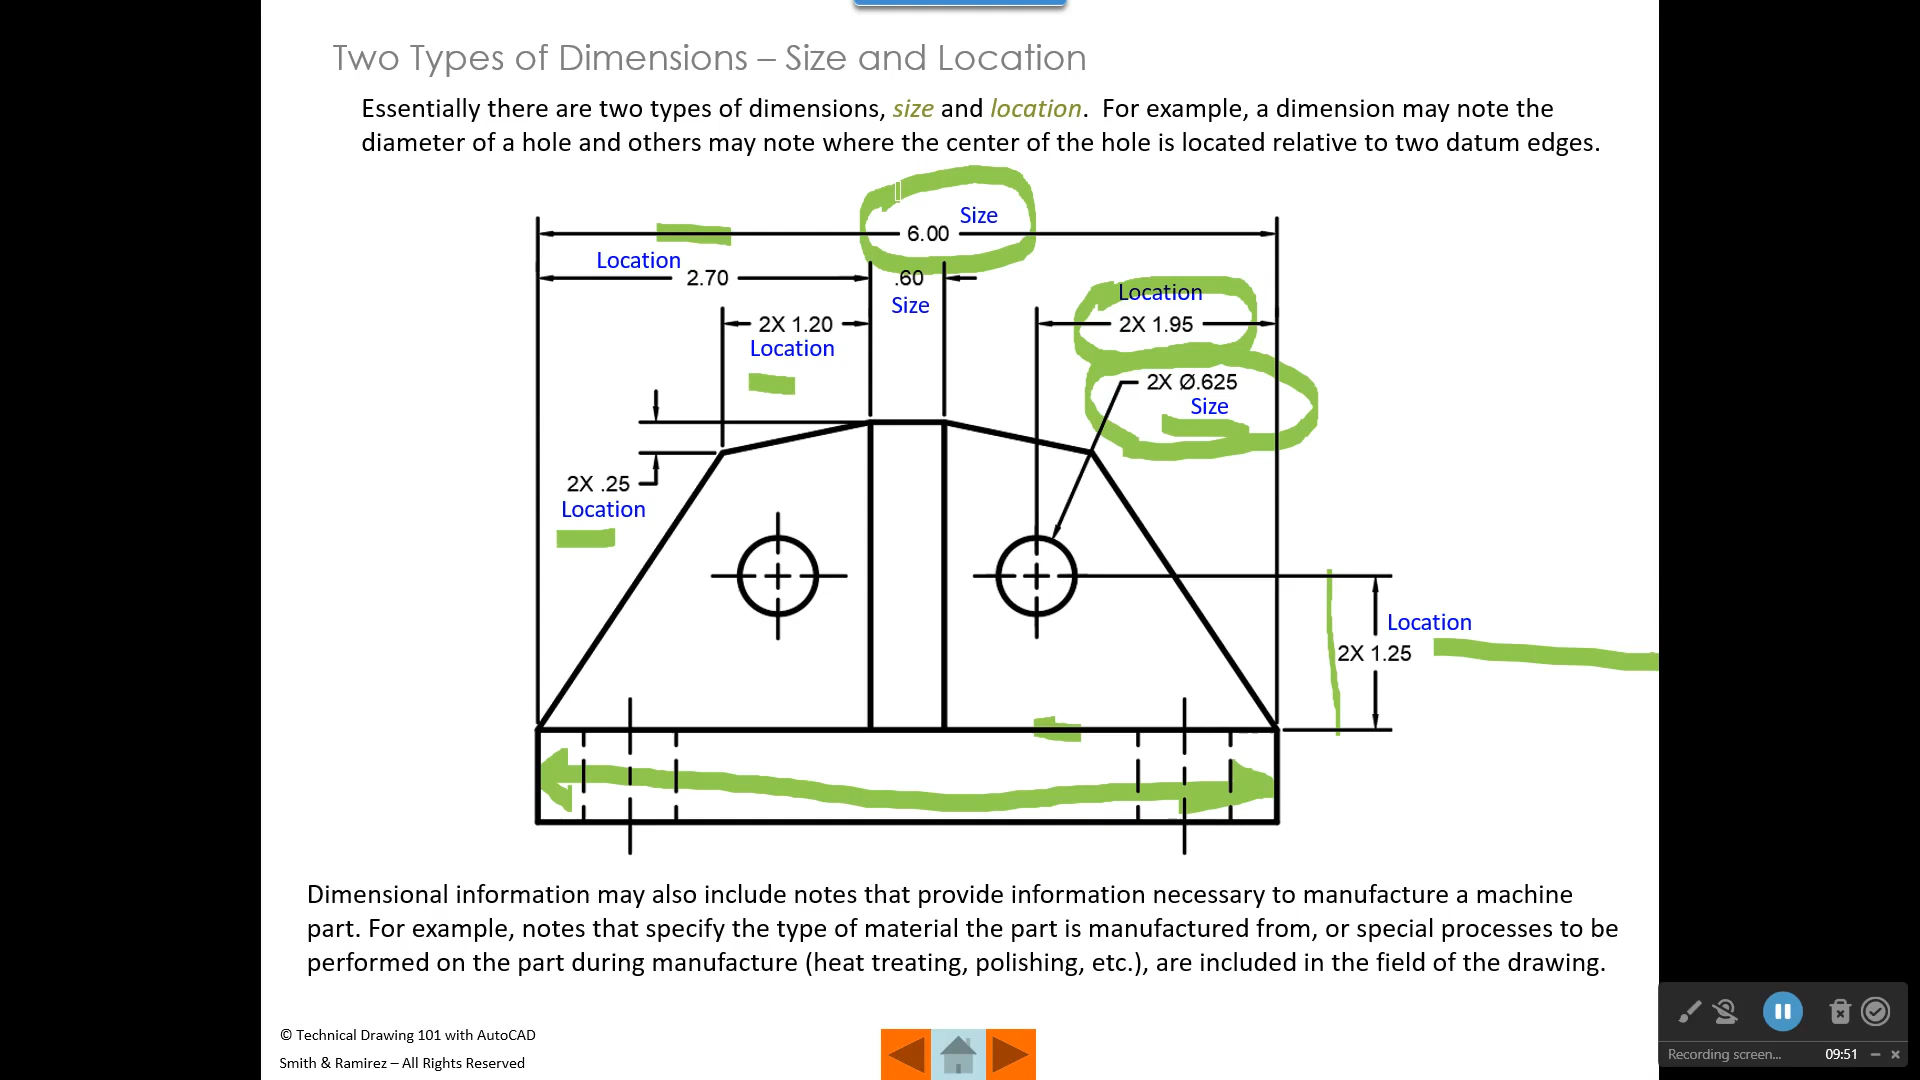 Two Types of Dimensions – Size and Location
Essentially there are two types of dimensions, size and location.  For example, a dimension may note the
diameter of a hole and others may note where the center of the hole is located relative to two datum edges.
Size
6.00
Location
2.70
.60
Size
Location
2X 1.20
2X 1.95
Location
2X Ø.625
Size
2X .25
Location
Location
2X 1.25
Dimensional information may also include notes that provide information necessary to manufacture a machine
part. For example, notes that specify the type of material the part is manufactured from, or special processes to be
performed on the part during manufacture (heat treating, polishing, etc.), are included in the field of the drawing.
© Technical Drawing 101 with AutoCAD
Smith & Ramirez – All Rights Reserved
Recording screen... 09:51